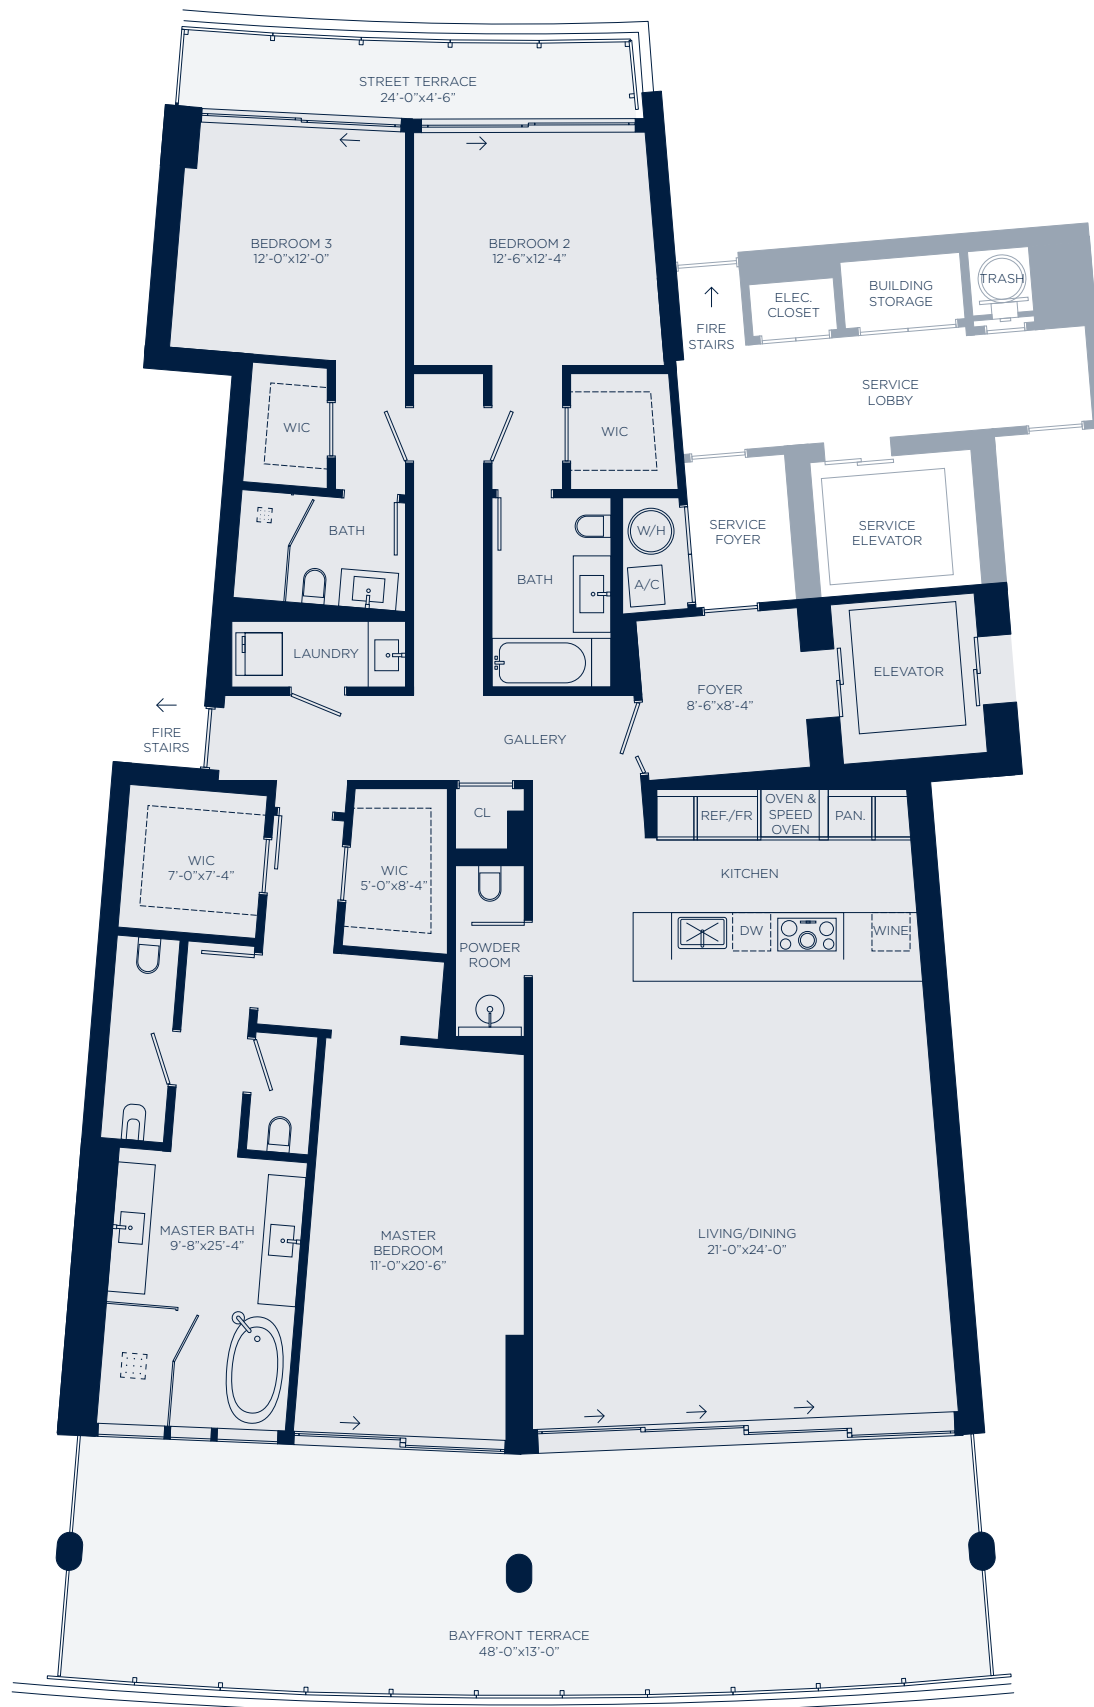 STREET TERRACE
24'-0"x4'-6"
BEDROOM 3
12'-0"x12'-0"
BEDROOM 2
12'-6"x12'-4"
ELEC.
CLOSET
BUILDING
STORAGE
TRASH
FIRE
STAIRS
SERVICE
LOBBY
WIC
WIC
BATH
W/H
SERVICE
FOYER
SERVICE
ELEVATOR
BATH
A/C
LAUNDRY
FOYER
8'-6"x8'-4"
ELEVATOR
FIRE
STAIRS
GALLERY
CL
REF./FR
OVEN &
SPEED
OVEN
PAN.
WIC
7'-0"x7'-4"
WIC
5'-0"x8'-4"
KITCHEN
POWDER
ROOM
DW
WINE
MASTER BATH
9'-8"x25'-4"
MASTER
BEDROOM
11'-0"x20'-6"
LIVING/DINING
21'-0"x24'-0"
BAYFRONT TERRACE
48'-0"x13'-0"